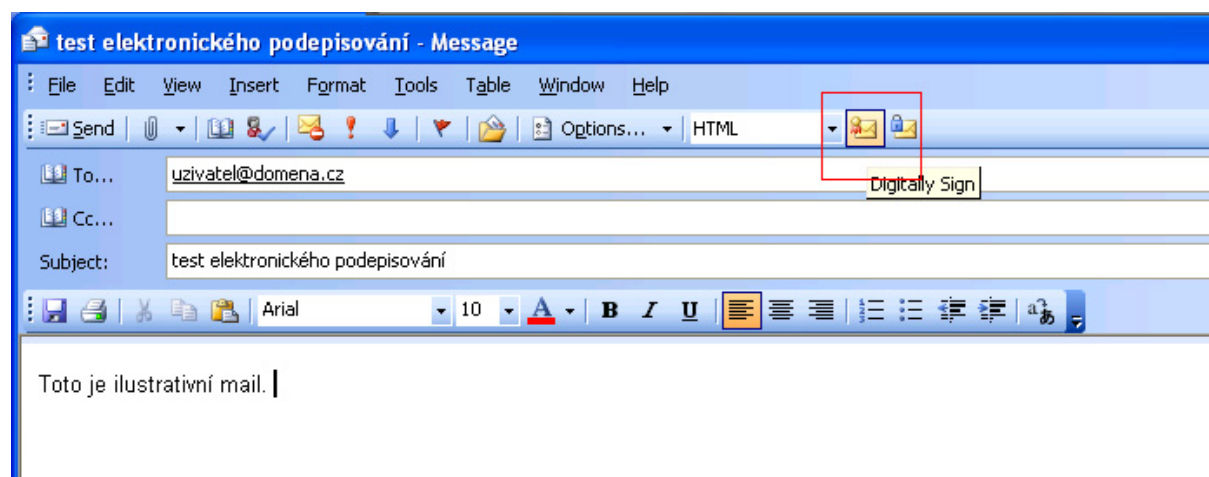 test elektronického podepisování - Message
File Edit View Insert Format Tools Table Window Help
Send Options... HTML
To... uzivatel@domena.cz
Digitally Sign
Cc...
Subject: test elektronického podepisování
Arial 10 A B I U
Toto je ilustrativní mail.